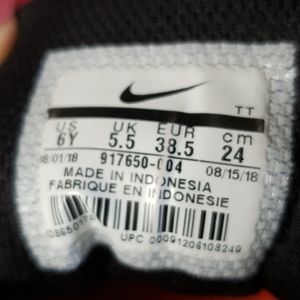 TT
US UK EUR cm
6Y 5.5 38.5 24
08/01/18 917650-004 08/15/18
MADE IN INDONESIA
FABRIQUE EN INDONESIE
UPC 00091206108249